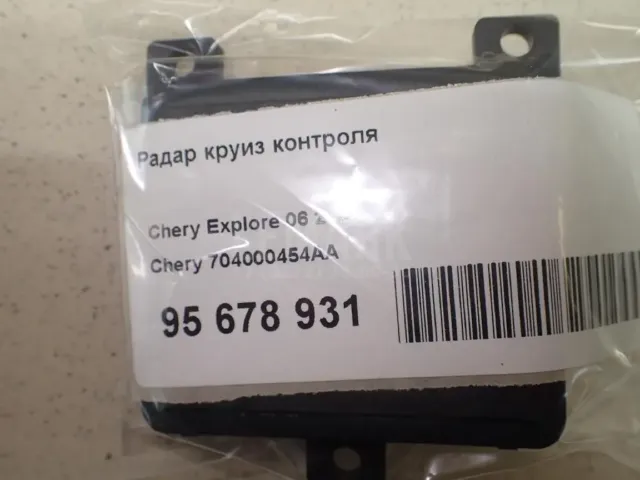 Радар круиз контроля
Chery Explore 06
Chery 704000454AA
95 678 931